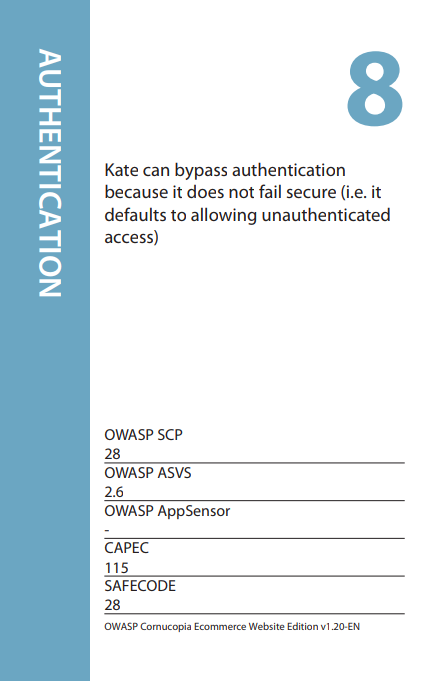 AUTHENTICATION
8
Kate can bypass authentication
because it does not fail secure (i.e. it
defaults to allowing unauthenticated
access)
OWASP SCP
28
OWASP ASVS
2.6
OWASP AppSensor
-
CAPEC
115
SAFECODE
28
OWASP Cornucopia Ecommerce Website Edition v1.20-EN